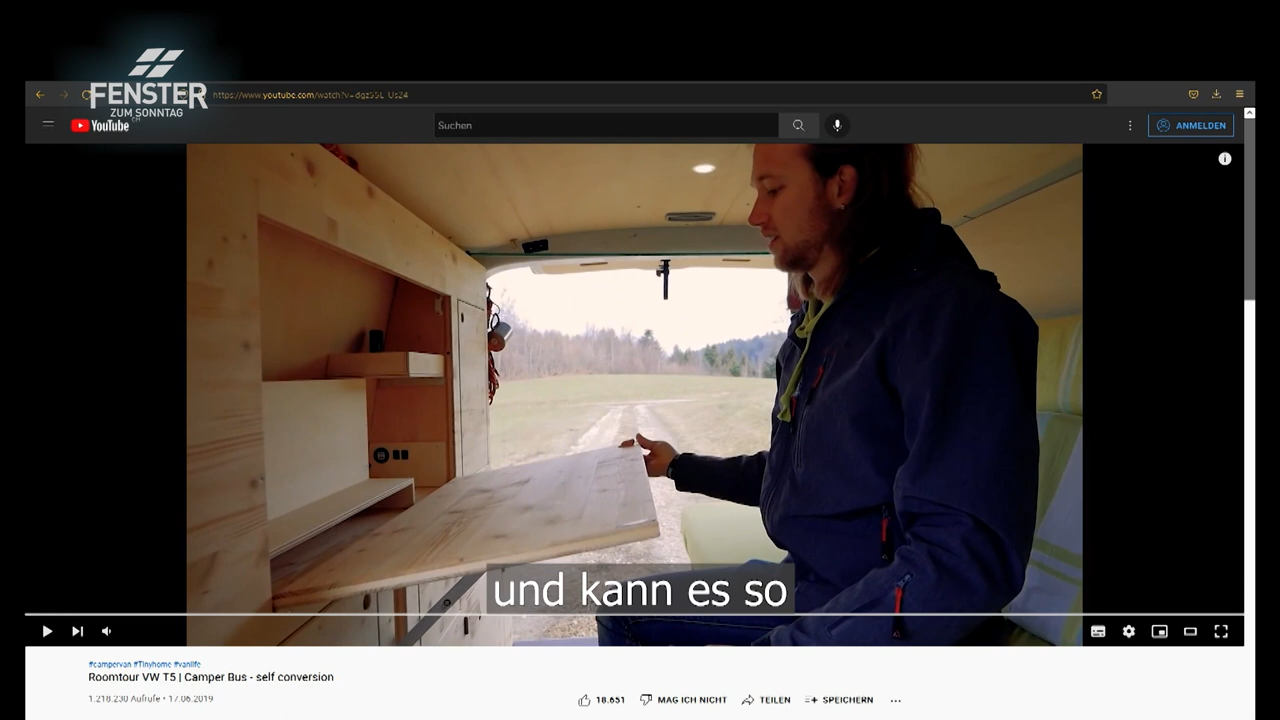 FENSTER
ZUM SONNTAG
CH
https://www.youtube.com/watch?v=dgz55L_Us24
YouTube
Suchen
ANMELDEN
und kann es so
#campervan #Tinyhome #vanlife
Roomtour VW T5 | Camper Bus - self conversion
1.218.230 Aufrufe • 17.06.2019
18.651
MAG ICH NICHT
TEILEN
SPEICHERN